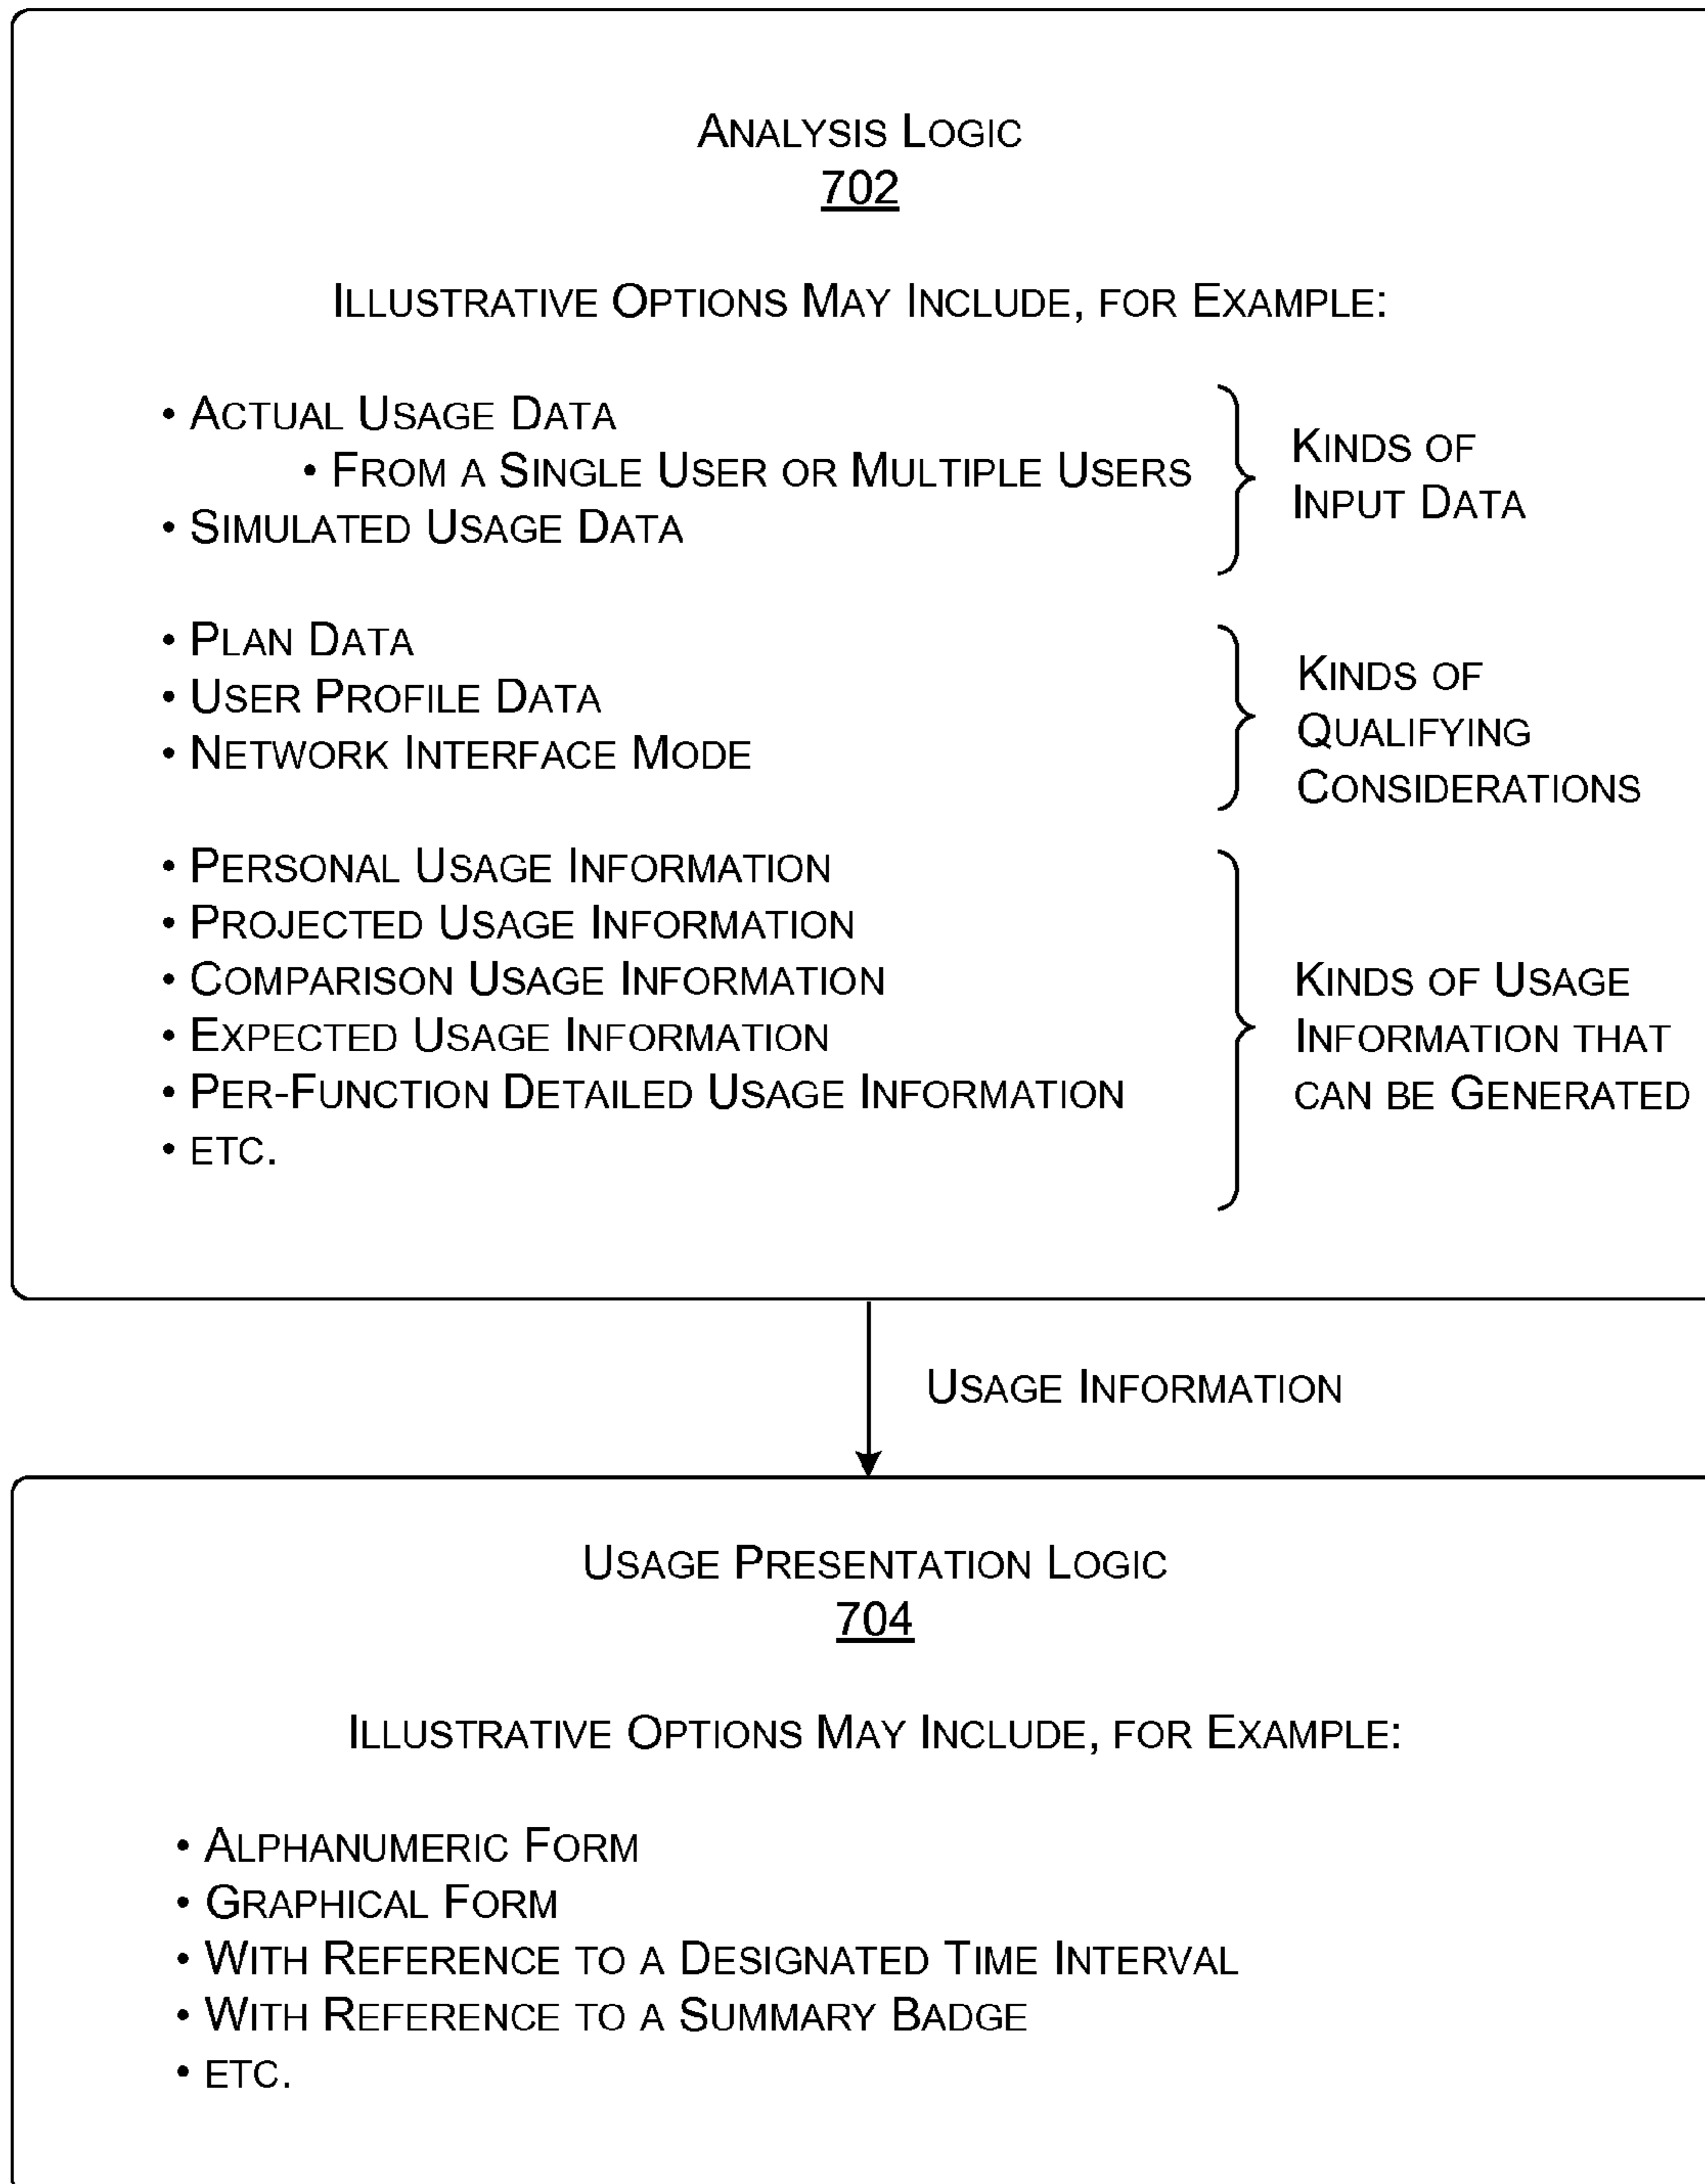 ANALYSIS LOGIC
702
ILLUSTRATIVE OPTIONS MAY INCLUDE, FOR EXAMPLE:
• ACTUAL USAGE DATA
• FROM A SINGLE USER OR MULTIPLE USERS
• SIMULATED USAGE DATA
KINDS OF
INPUT DATA
• PLAN DATA
• USER PROFILE DATA
• NETWORK INTERFACE MODE
KINDS OF
QUALIFYING
CONSIDERATIONS
• PERSONAL USAGE INFORMATION
• PROJECTED USAGE INFORMATION
• COMPARISON USAGE INFORMATION
• EXPECTED USAGE INFORMATION
• PER-FUNCTION DETAILED USAGE INFORMATION
• ETC.
KINDS OF USAGE
INFORMATION THAT
CAN BE GENERATED
USAGE INFORMATION
USAGE PRESENTATION LOGIC
704
ILLUSTRATIVE OPTIONS MAY INCLUDE, FOR EXAMPLE:
• ALPHANUMERIC FORM
• GRAPHICAL FORM
• WITH REFERENCE TO A DESIGNATED TIME INTERVAL
• WITH REFERENCE TO A SUMMARY BADGE
• ETC.